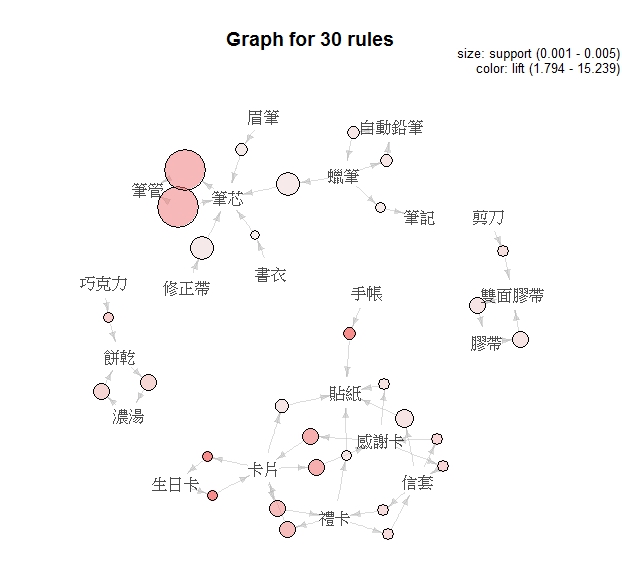 Graph for 30 rules
size: support (0.001 - 0.005)
color: lift (1.794 - 15.239)
眉筆
自動鉛筆
蠟筆
筆管
筆芯
筆記
剪刀
書衣
修正帶
巧克力
手帳
雙面膠帶
膠帶
餅乾
貼紙
濃湯
感謝卡
卡片
生日卡
信套
禮卡